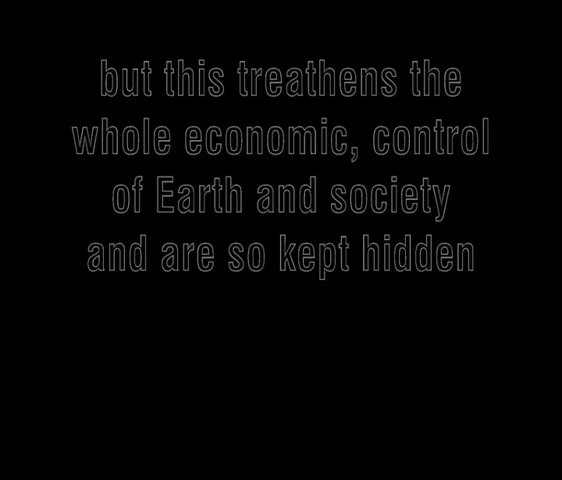 but this treathens the
whole economic, control
of Earth and society
and are so kept hidden